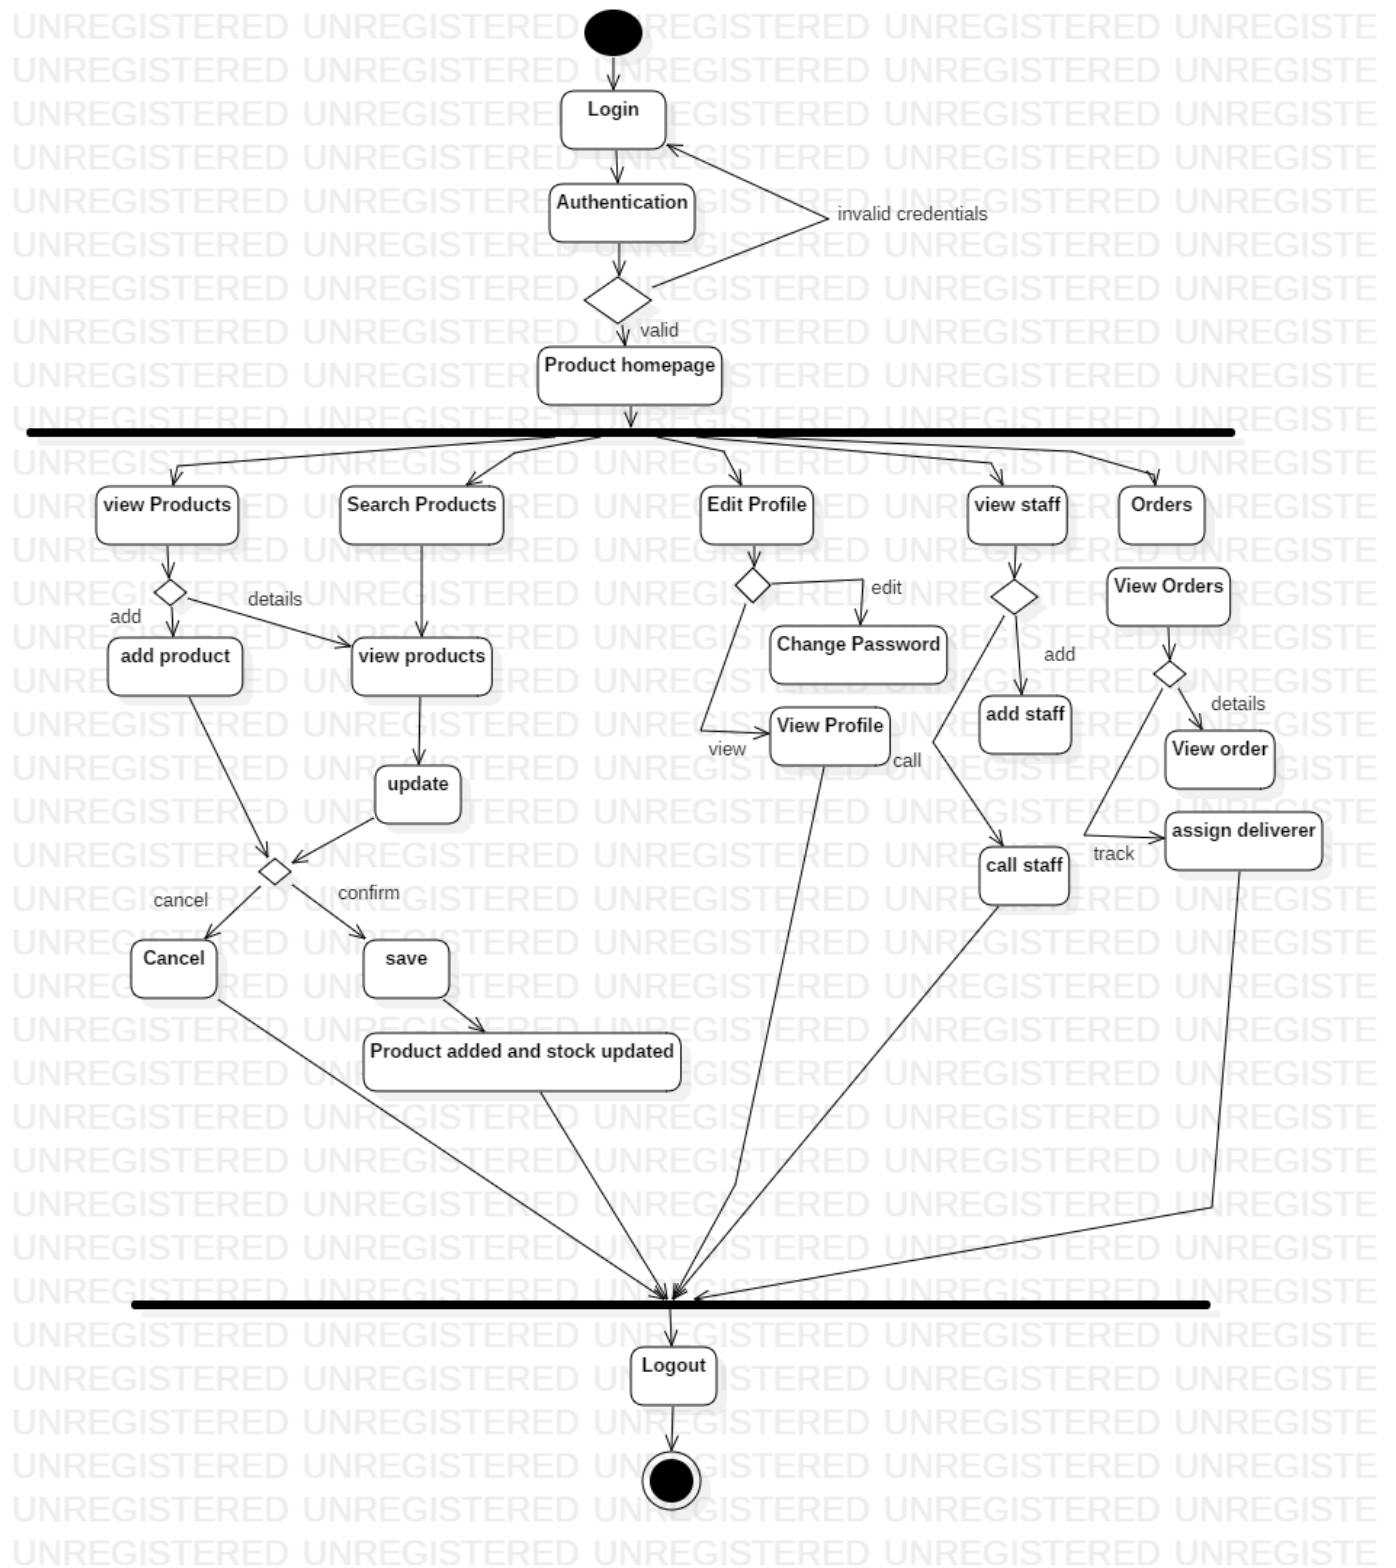 Login
Authentication
invalid credentials
valid
Product homepage
view Products
Search Products
Edit Profile
view staff
Orders
details
edit
View Orders
add
add product
view products
Change Password
add
add staff
details
view
View Profile
call
View order
update
assign deliverer
track
call staff
cancel
confirm
Cancel
save
Product added and stock updated
Logout
UNREGISTERED